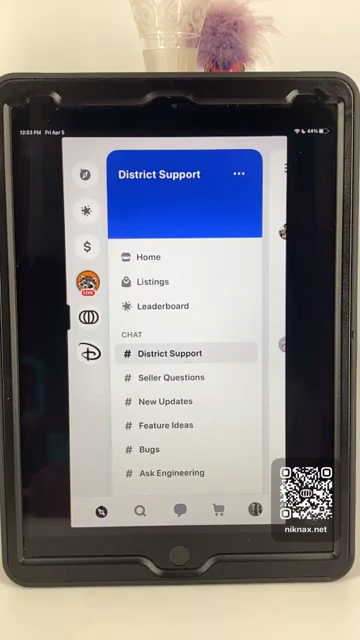 12:53 PM Fri Apr 5
44%
District Support
Home
Listings
Leaderboard
$
LIVE
CHAT
# District Support
# Seller Questions
# New Updates
# Feature Ideas
# Bugs
# Ask Engineering
niknax.net